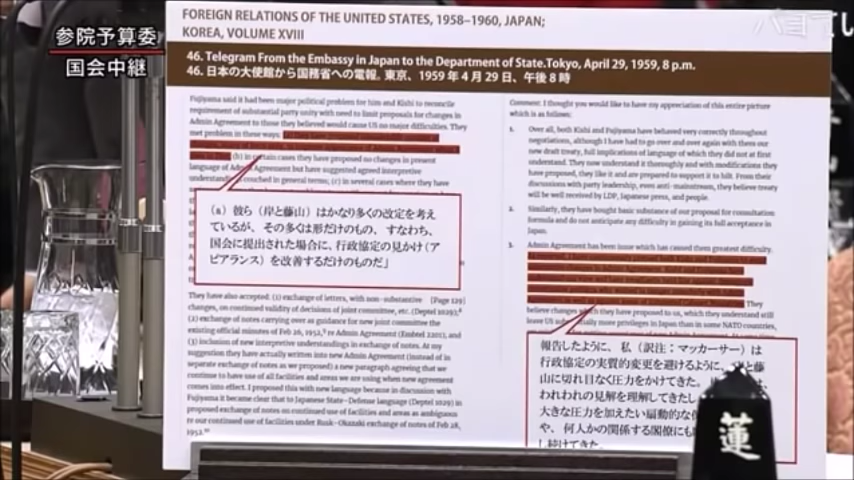 参院予算委
国会中継
FOREIGN RELATIONS OF THE UNITED STATES, 1958–1960, JAPAN;
KOREA, VOLUME XVIII
46. Telegram From the Embassy in Japan to the Department of State.Tokyo, April 29, 1959, 8 p.m.
46. 日本の大使館から国務省への電報。東京、1959年4月29日、午後8時
Fujiyama said it had been major political problem for him and Kishi to reconcile
requirement of substantial party unity with need to limit proposals for changes in
Admin Agreement to those they believed would cause US no major difficulties. They
met problem in these ways:
(b) in certain cases they have proposed no changes in present
language of Admin Agreement but have suggested agreed interpretive
understandings couched in general terms; (c) in several cases where they have
(a) 彼ら（岸と藤山）はかなり多くの改定を考え
ているが、その多くは形だけのもの、すなわち、
国会に提出された場合に、行政協定の見かけ（ア
ピアランス）を改善するだけのものだ」
They have also accepted: (1) exchange of letters, with non-substantive [Page 129]
changes, on continued validity of decisions of joint committee, etc. (Deptel 1029);
(2) exchange of notes carrying over as guidance for new joint committee the
existing official minutes of Feb 28, 1952, re Admin Agreement (Embtel 2201), and
(3) inclusion of new interpretive understandings in exchange of notes. At my
suggestion they have actually written into new Admin Agreement (instead of in
separate exchange of notes as we proposed) a new paragraph agreeing that we
continue to have use of all facilities and areas we are using when new agreement
comes into effect. I proposed this with new language because in discussion with
Fujiyama it became clear that to Japanese State–Defense language (Deptel 1029) in
proposed exchange of notes on continued use of facilities and areas as ambiguous
re our continued use of facilities under Rusk–Okazaki exchange of notes of Feb 28,
1952.
Comment: I thought you would like to have my appreciation of this entire picture
which is as follows:
1. Over all, both Kishi and Fujiyama have behaved very correctly throughout
negotiations, although I have had to go over and over again with them our
new draft treaty, full implications of language of which they did not at first
understand. They now understand it thoroughly and with modifications they
have proposed, they like it and are prepared to support it to hilt. From their
discussions with party leadership, even anti-mainstream, they believe treaty
will be well received by LDP, Japanese press, and people.
2. Similarly, they have bought basic substance of our proposal for consultation
formula and do not anticipate any difficulty in gaining its full acceptance in
Japan.
3. Admin Agreement has been issue which has caused them greatest difficulty.
They
believe changes which they have proposed to us, which they understand still
leave US more privileges in Japan than in some NATO countries,
報告したように、私（訳注：マッカーサー）は
行政協定の実質的変更を避けるように、岸と藤
山に切れ目なく圧力をかけてきた。
われわれの見解を理解してきたし
大きな圧力を加えたい扇動的な
や、何人かの関係する閣僚にも
し続けてきた。
蓮